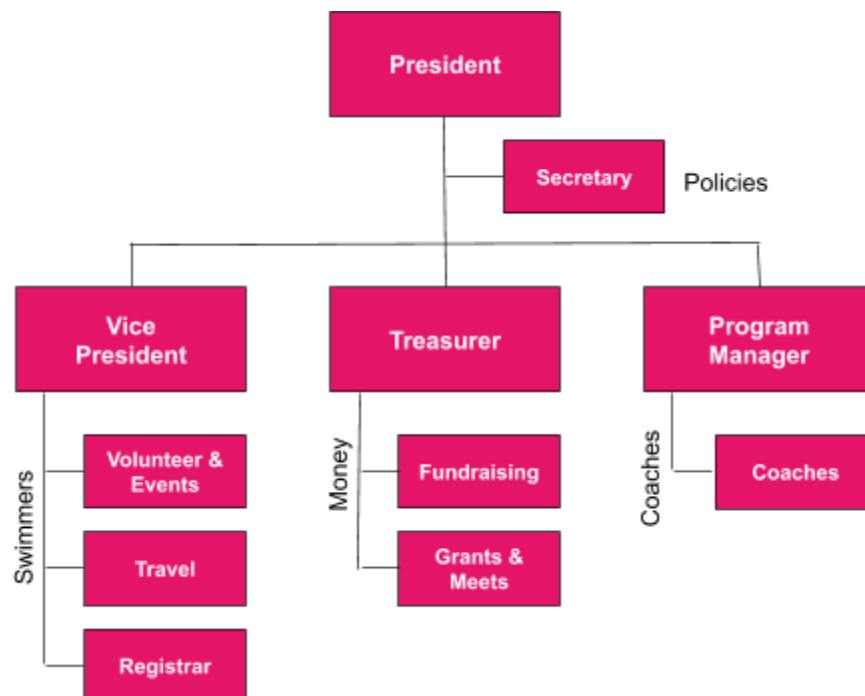 President
Secretary
Policies
Vice
President
Treasurer
Program
Manager
Swimmers
Volunteer &
Events
Travel
Registrar
Money
Fundraising
Grants &
Meets
Coaches
Coaches